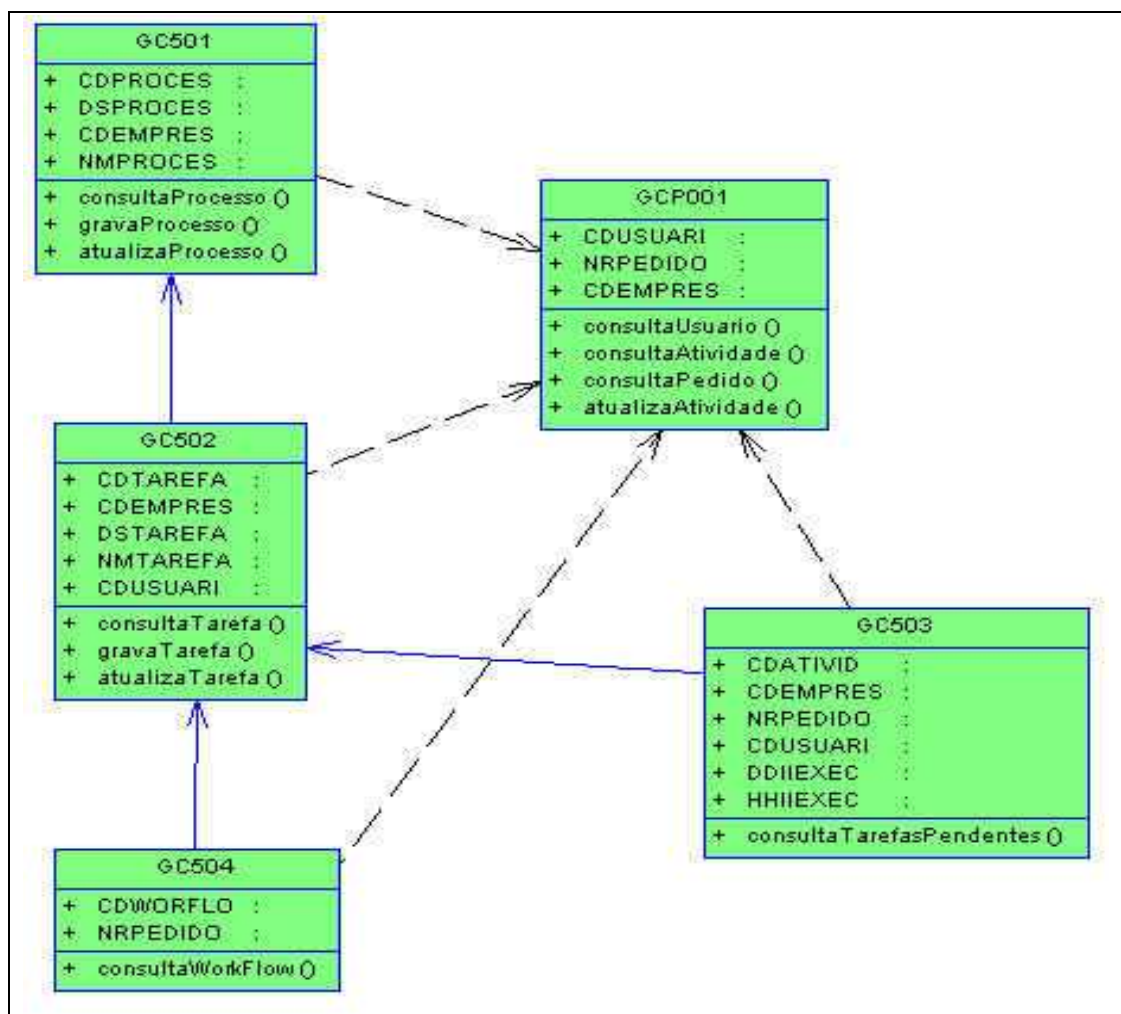 GC501
+ CDPROCES :
+ DSPROCES :
+ CDEMPRES :
+ NMPROCES :
+ consultaProcesso ()
+ gravaProcesso ()
+ atualizaProcesso ()
GCP001
+ CDUSUARI :
+ NRPEDIDO :
+ CDEMPRES :
+ consultaUsuario ()
+ consultaAtividade ()
+ consultaPedido ()
+ atualizaAtividade ()
GC502
+ CDTAREFA :
+ CDEMPRES :
+ DSTAREFA :
+ NMTAREFA :
+ CDUSUARI :
+ consultaTarefa ()
+ gravaTarefa ()
+ atualizaTarefa ()
GC503
+ CDATIVID :
+ CDEMPRES :
+ NRPEDIDO :
+ CDUSUARI :
+ DDIIEXEC :
+ HHIIEXEC :
+ consultaTarefasPendentes ()
GC504
+ CDWORFLO :
+ NRPEDIDO :
+ consultaWorkFlow ()